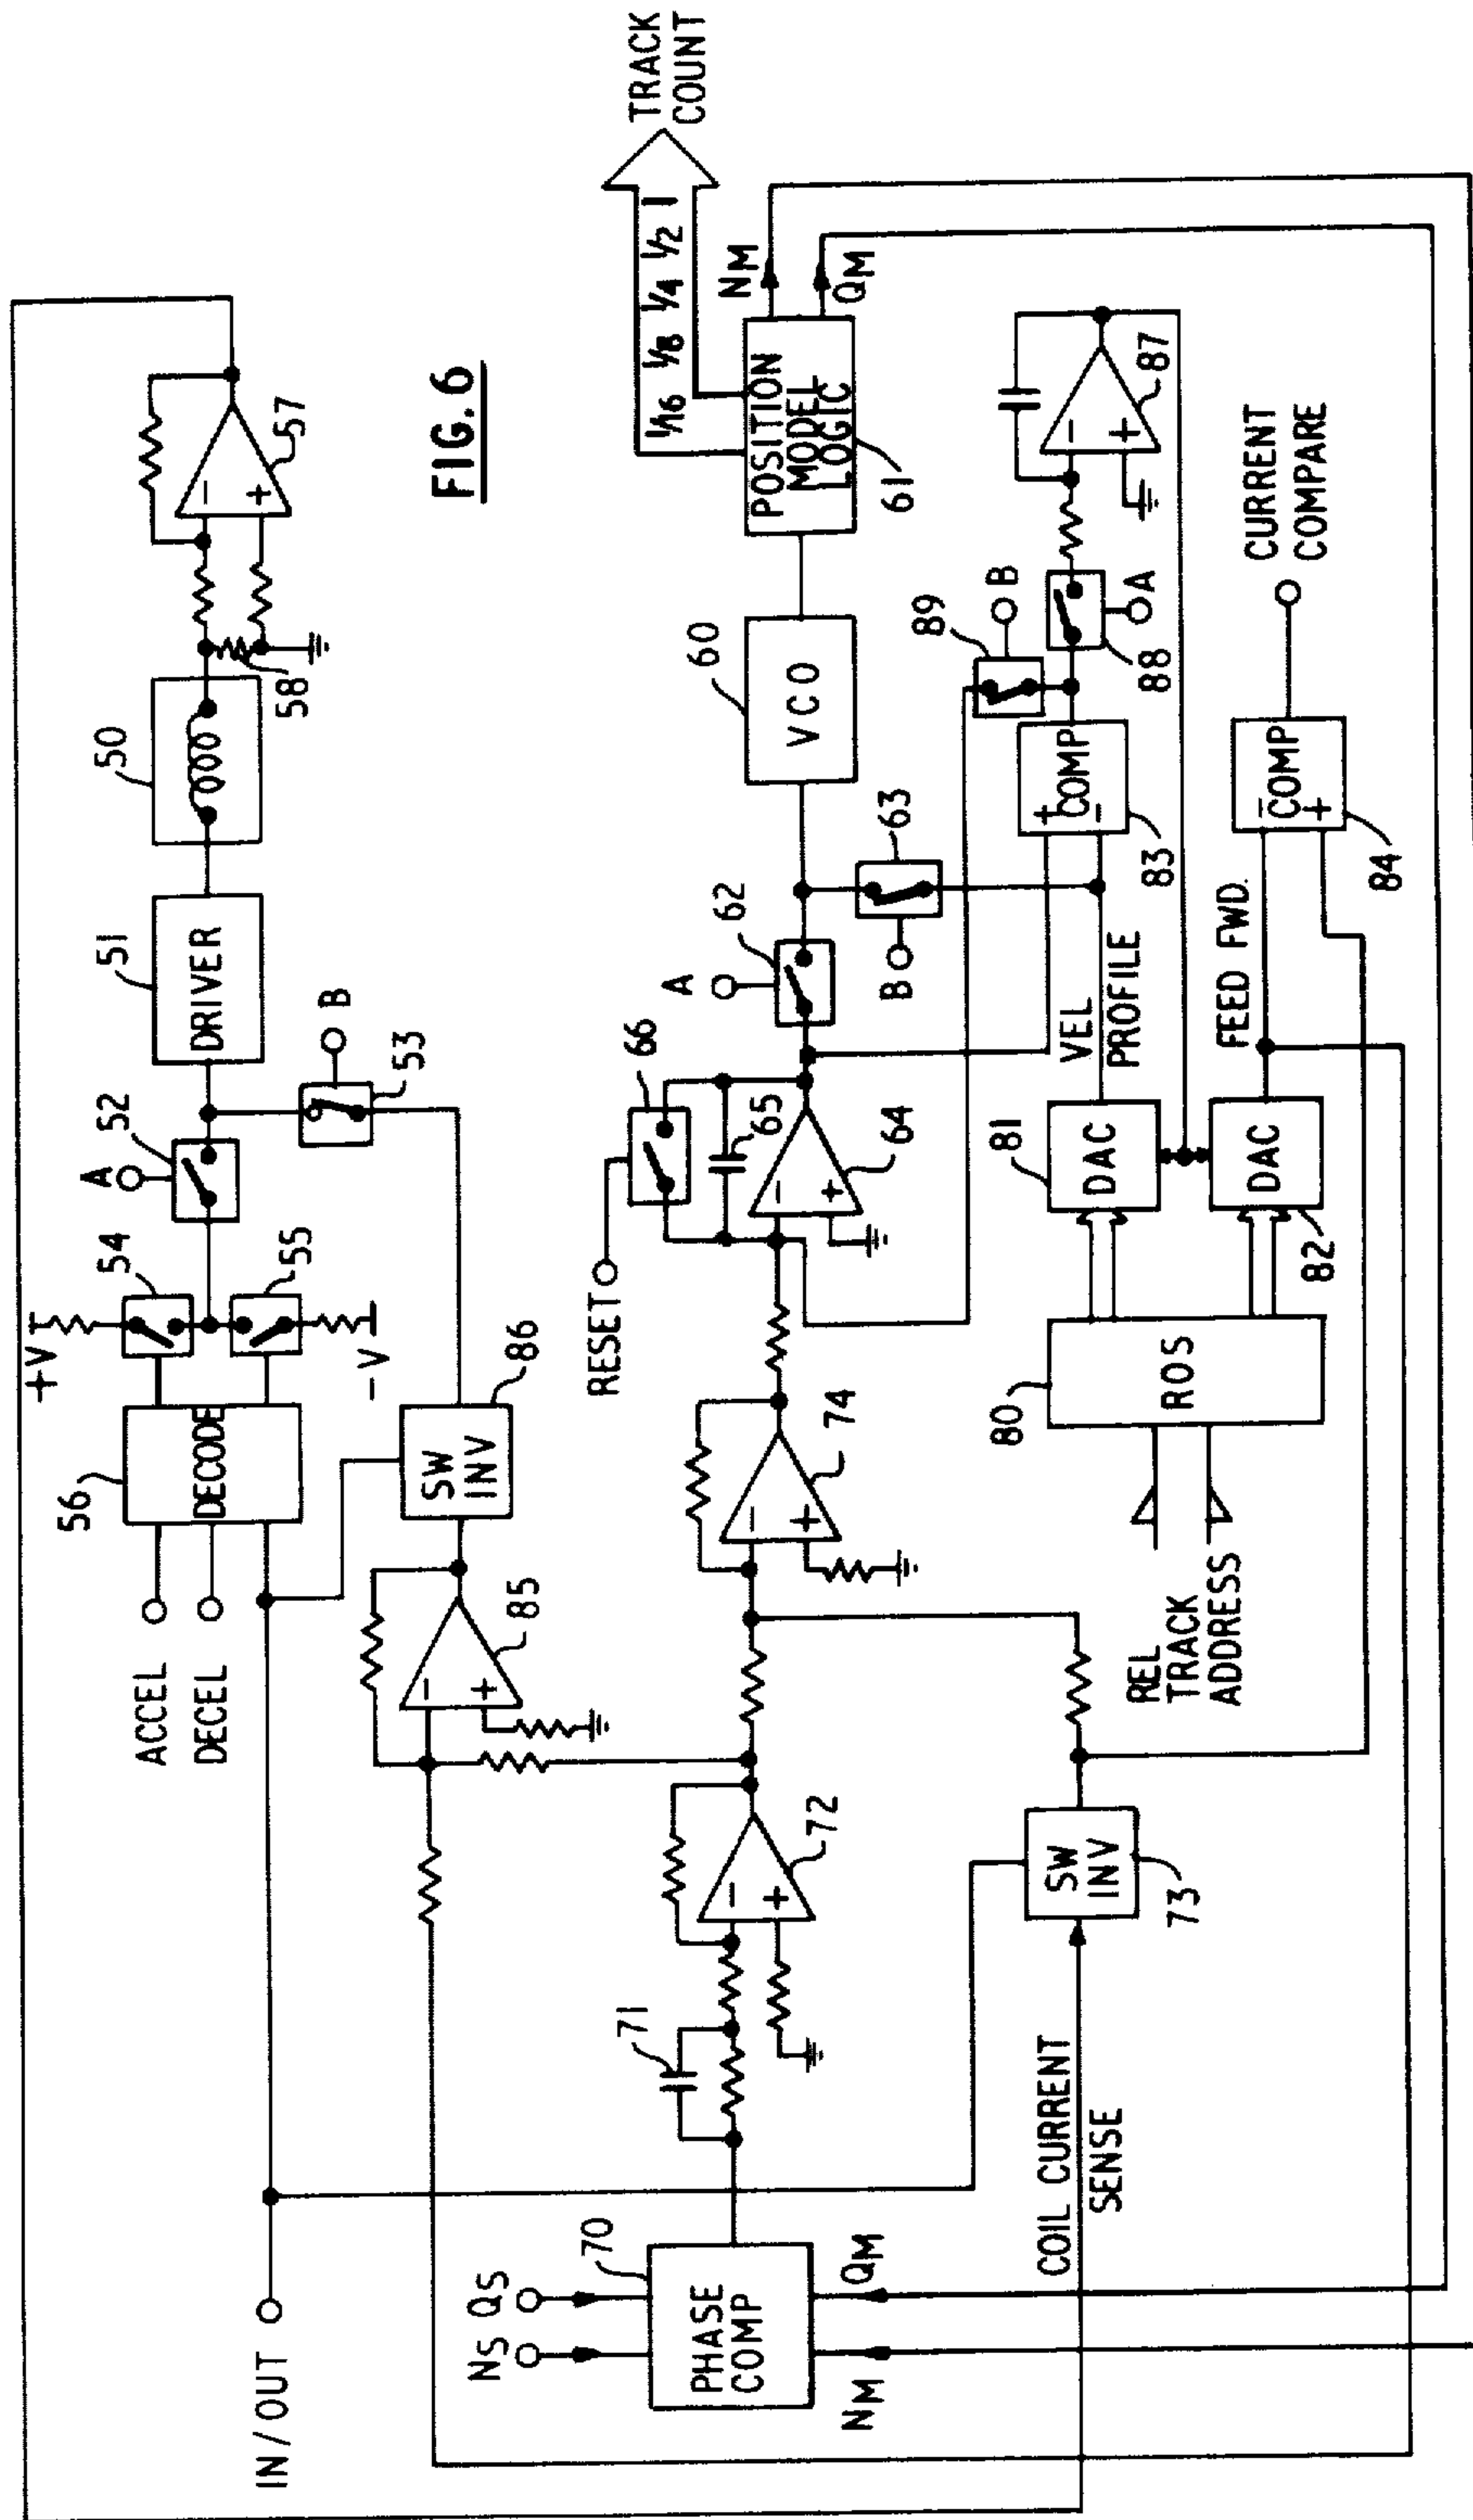 FIG. 6
+V
-V
54
55
A
52
53
B
51
DRIVER
50
58
-
+
57
56
DECODE
ACCEL
DECEL
IN/OUT
SW
INV
86
-
+
85
TRACK
COUNT
1/16 1/8 1/4 1/2 1
NM
QM
POSITION
MODEL
LOGIC
61
60
VCO
A
62
63
B
RESET
66
65
-
+
64
-
+
74
-
+
72
71
NS QS
70
PHASE
COMP
NM
QM
COIL CURRENT
SENSE
SW
INV
73
REL
TRACK
ADDRESS
80
ROS
81
DAC
DAC
82
VEL
PROFILE
FEED FWD.
+
COMP
-
83
-
COMP
+
84
89
B
88
A
-
+
87
CURRENT
COMPARE